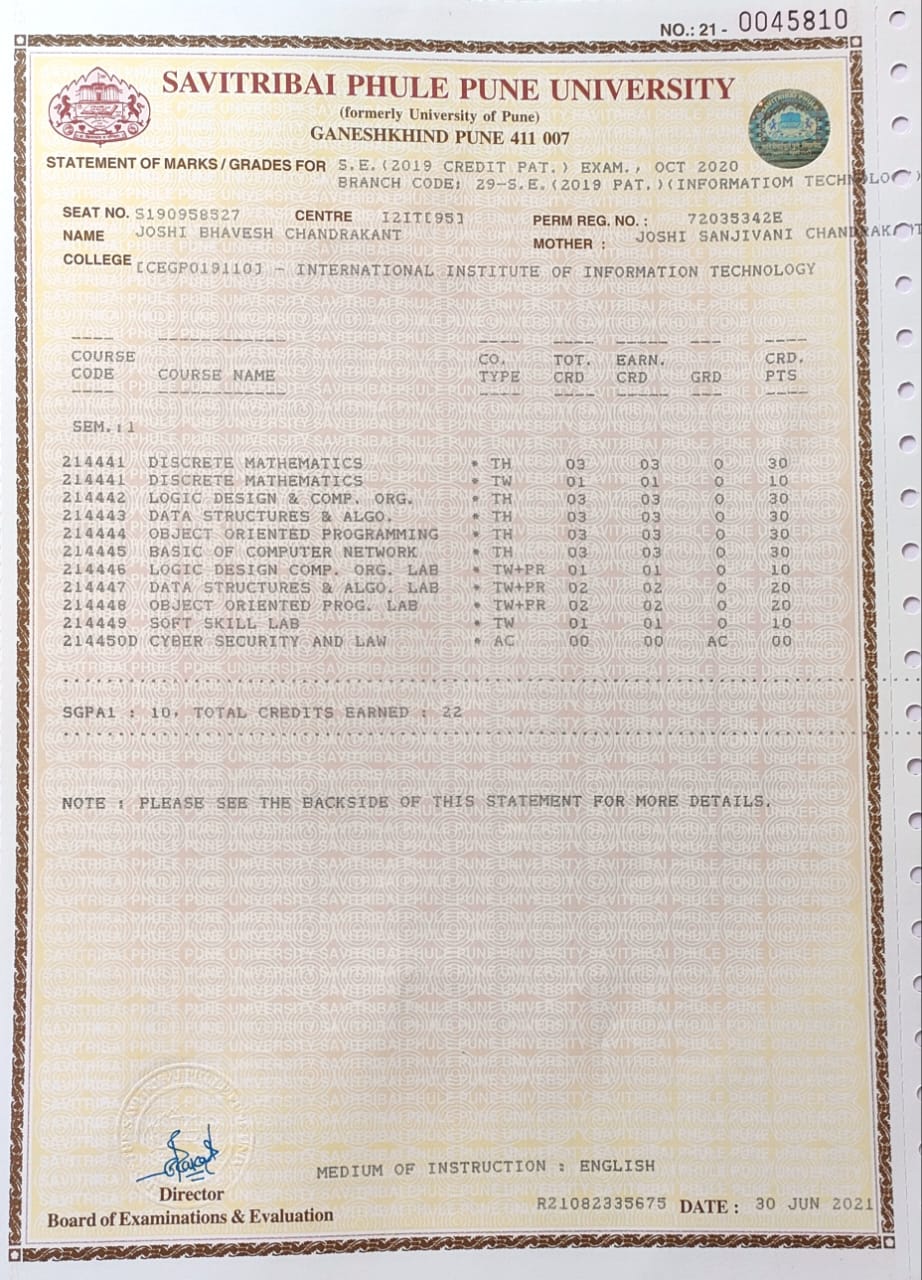 NO.: 21 - 0045810
SAVITRIBAI PHULE PUNE UNIVERSITY
(formerly University of Pune)
GANESHKHIND PUNE 411 007
STATEMENT OF MARKS / GRADES FOR S.E.(2019 CREDIT PAT.) EXAM., OCT 2020
BRANCH CODE: 29-S.E.(2019 PAT.)(INFORMATIOM TECHNOLO
SEAT NO. S190958527 CENTRE I2IT[95] PERM REG. NO. : 72035342E
NAME JOSHI BHAVESH CHANDRAKANT MOTHER : JOSHI SANJIVANI CHANDRAKANT
COLLEGE [CEGP019110] - INTERNATIONAL INSTITUTE OF INFORMATION TECHNOLOGY
COURSE CO. TOT. EARN. CRD.
CODE COURSE NAME TYPE CRD CRD GRD PTS
SEM.:1
214441 DISCRETE MATHEMATICS * TH 03 03 O 30
214441 DISCRETE MATHEMATICS * TW 01 01 O 10
214442 LOGIC DESIGN & COMP. ORG. * TH 03 03 O 30
214443 DATA STRUCTURES & ALGO. * TH 03 03 O 30
214444 OBJECT ORIENTED PROGRAMMING * TH 03 03 O 30
214445 BASIC OF COMPUTER NETWORK * TH 03 03 O 30
214446 LOGIC DESIGN COMP. ORG. LAB * TW+PR 01 01 O 10
214447 DATA STRUCTURES & ALGO. LAB * TW+PR 02 02 O 20
214448 OBJECT ORIENTED PROG. LAB * TW+PR 02 02 O 20
214449 SOFT SKILL LAB * TW 01 01 O 10
214450D CYBER SECURITY AND LAW * AC 00 00 AC 00
SGPA1 : 10, TOTAL CREDITS EARNED : 22
NOTE : PLEASE SEE THE BACKSIDE OF THIS STATEMENT FOR MORE DETAILS.
MEDIUM OF INSTRUCTION : ENGLISH
Director
Board of Examinations & Evaluation
R21082335675 DATE : 30 JUN 2021